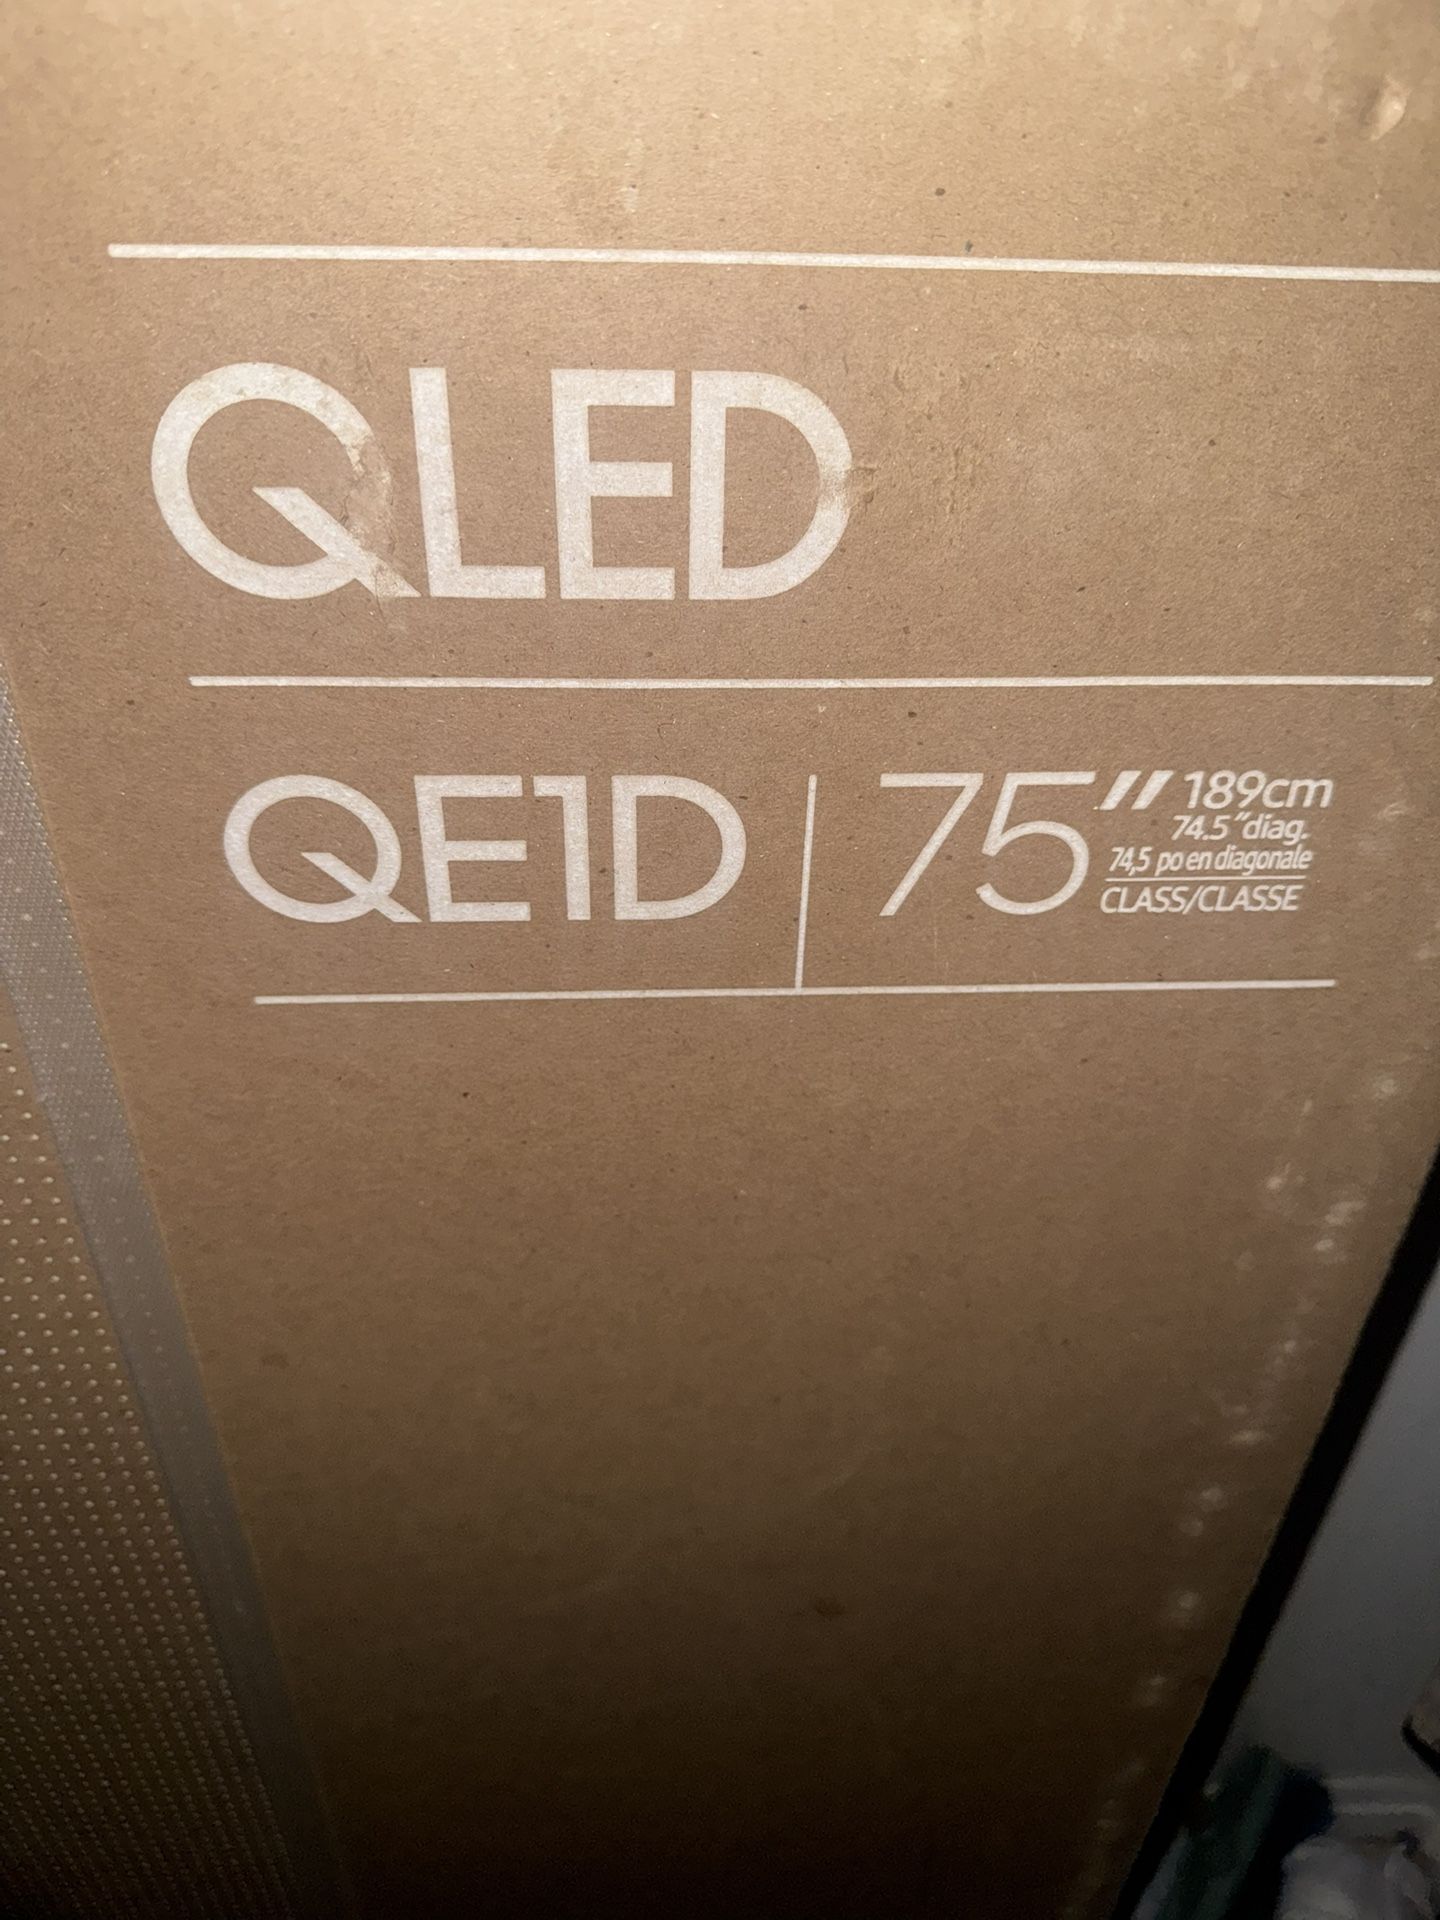 QLED
QE1D | 75" 189cm
74.5"diag.
74,5 po en diagonale
CLASS/CLASSE